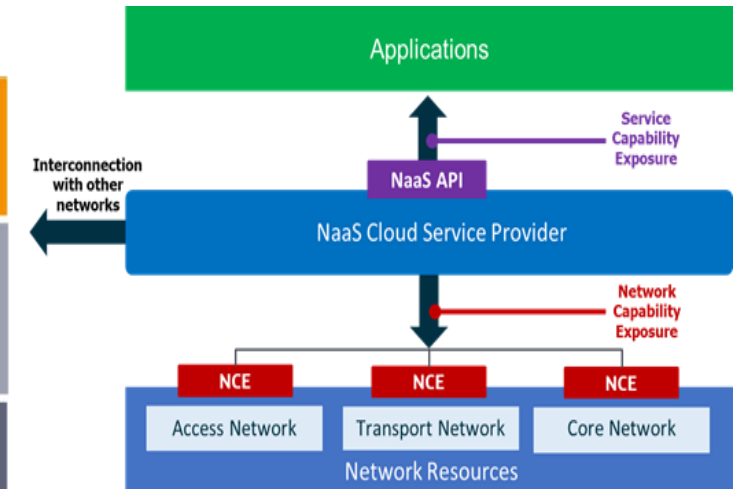 Applications
Service
Capability
Exposure
Interconnection
with other
networks
NaaS API
NaaS Cloud Service Provider
Network
Capability
Exposure
NCE
NCE
NCE
Access Network
Transport Network
Core Network
Network Resources